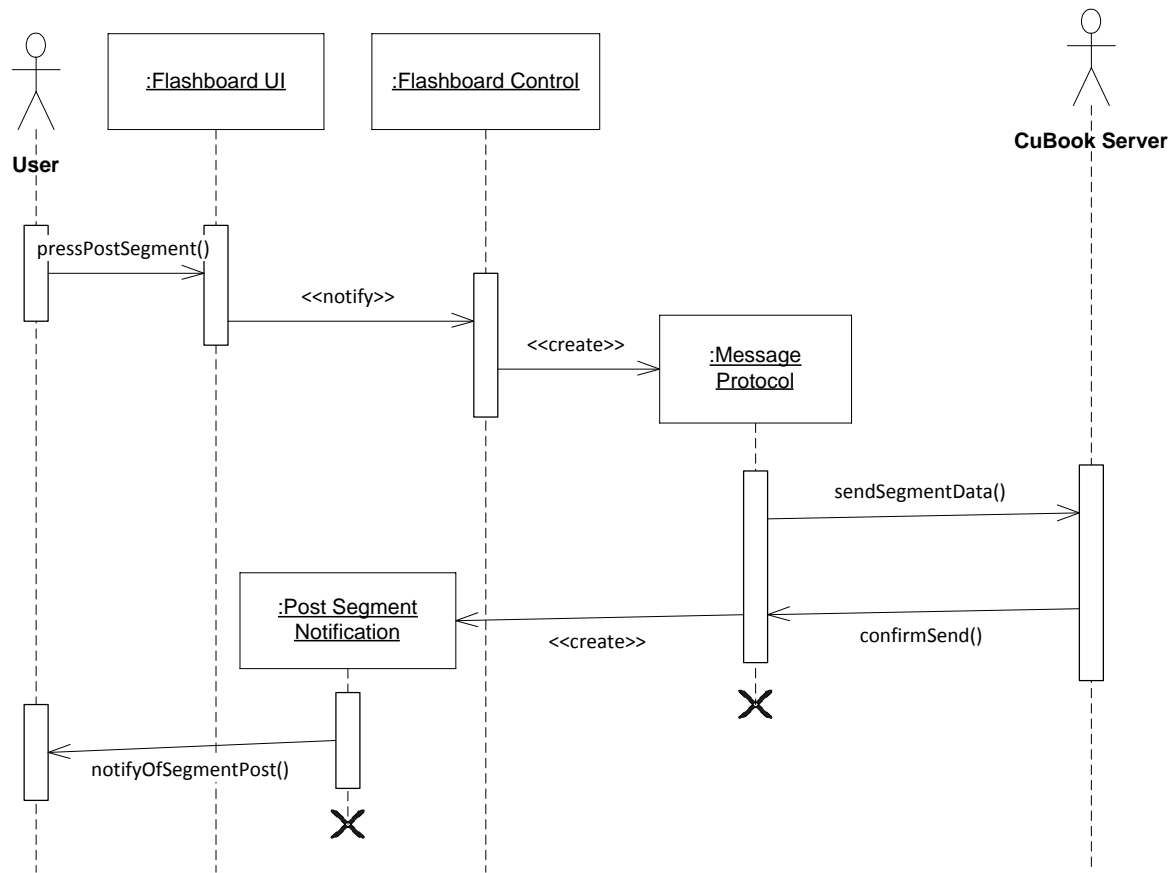 :Flashboard UI
:Flashboard Control
User
CuBook Server
pressPostSegment()
<<notify>>
<<create>>
:Message
Protocol
sendSegmentData()
:Post Segment
Notification
<<create>>
confirmSend()
notifyOfSegmentPost()